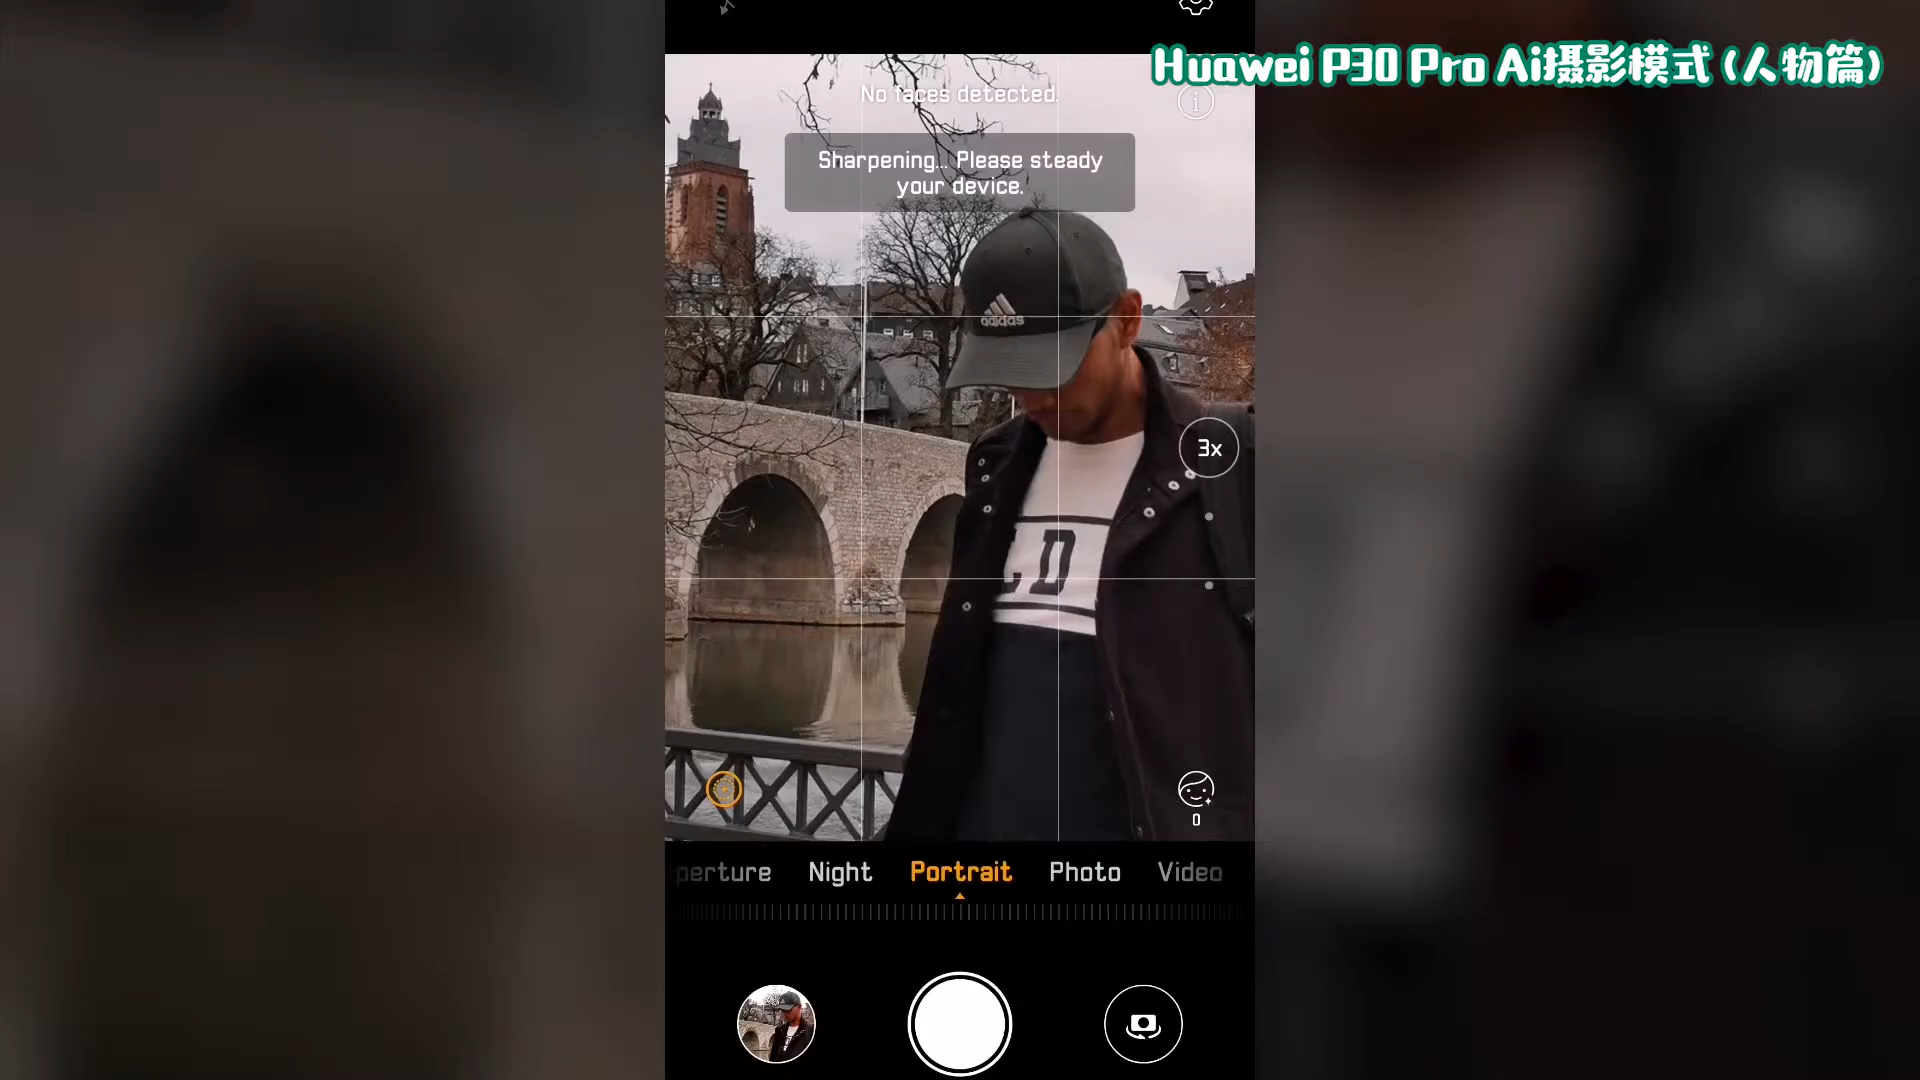 Huawei P30 Pro Ai摄影模式 (人物篇)
No faces detected.
Sharpening... Please steady
your device.
adidas
3x
LD
0
perture Night Portrait Photo Video